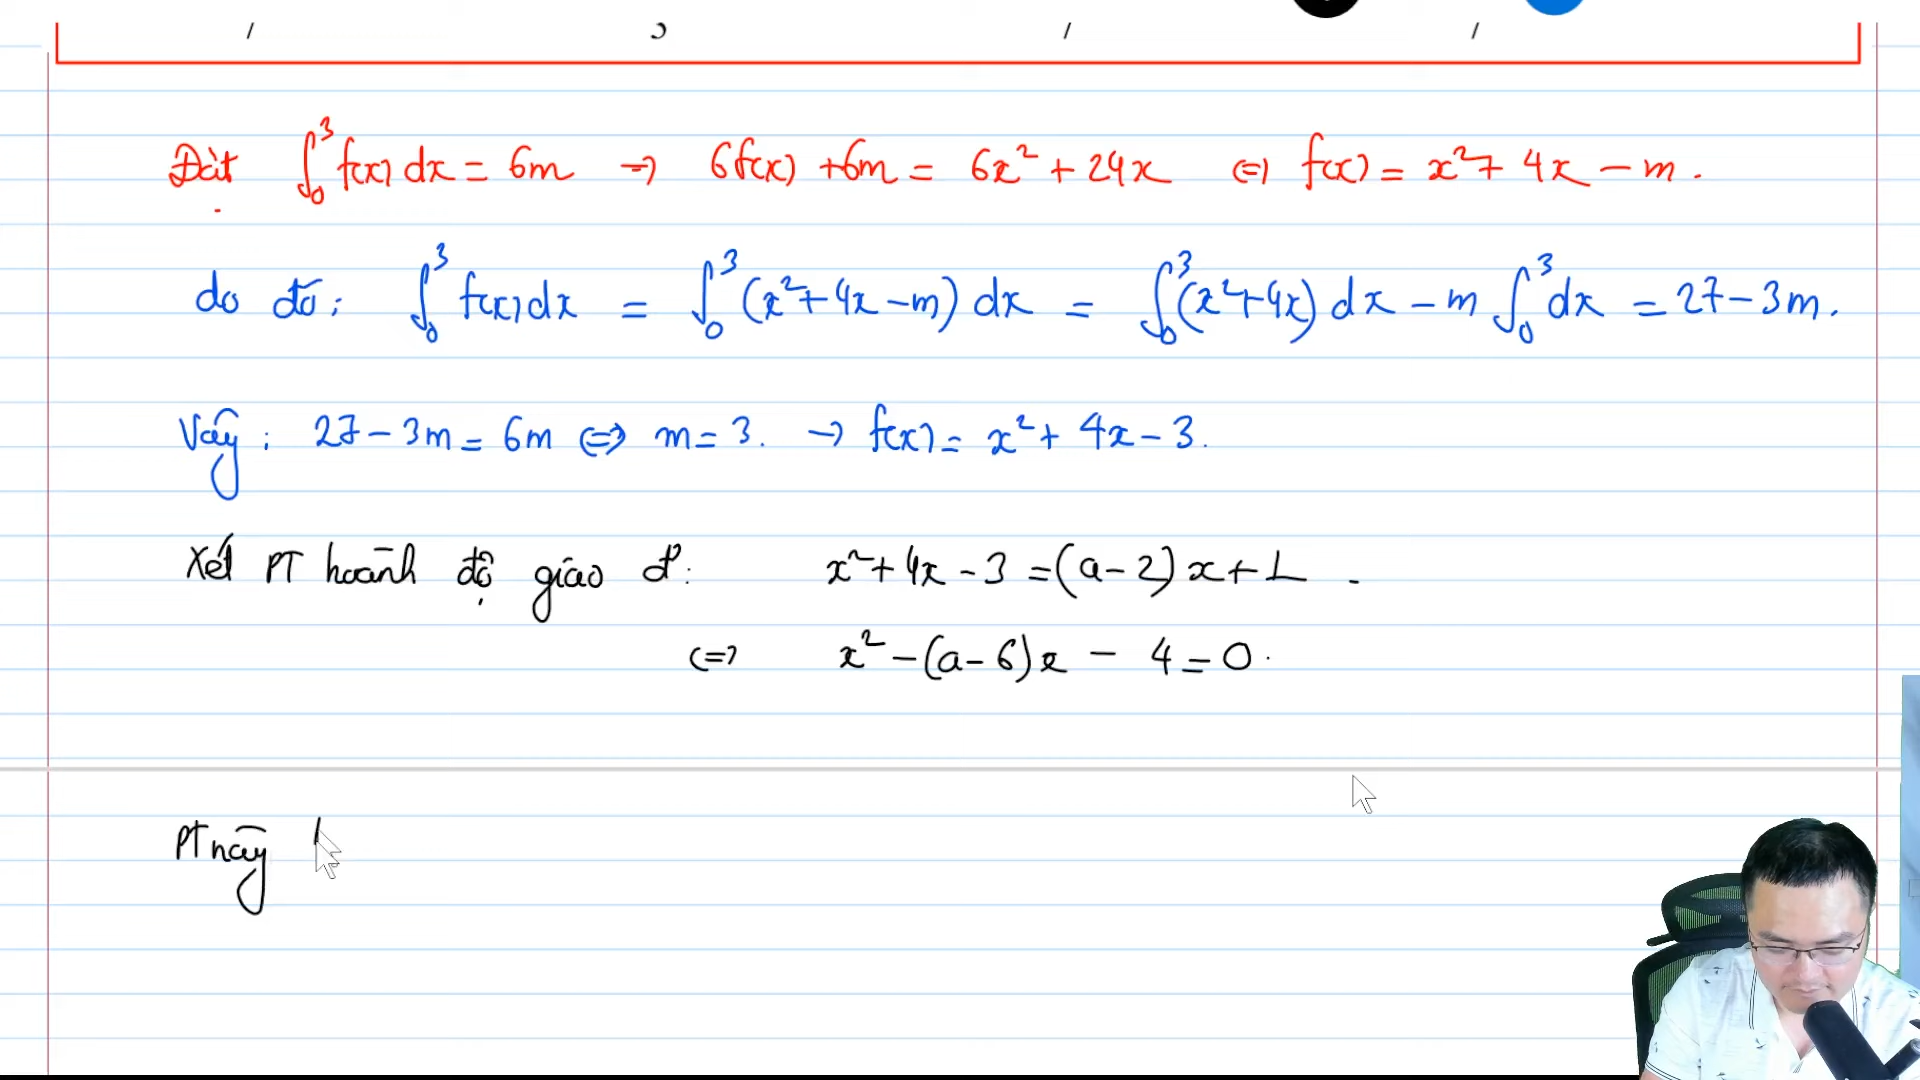 Đặt ∫₀³ f(x) dx = 6m → 6f(x) + 6m = 6x² + 24x ⇔ f(x) = x² + 4x − m .
do đó : ∫₀³ f(x) dx = ∫₀³ (x² + 4x − m) dx = ∫₀³ (x² + 4x) dx − m ∫₀³ dx = 27 − 3m .
Vậy : 27 − 3m = 6m ⇔ m = 3 . → f(x) = x² + 4x − 3 .
Xét PT hoành độ giao đ' : x² + 4x − 3 = (a − 2) x + 1 .
⇔ x² − (a − 6) x − 4 = 0 .
PT này